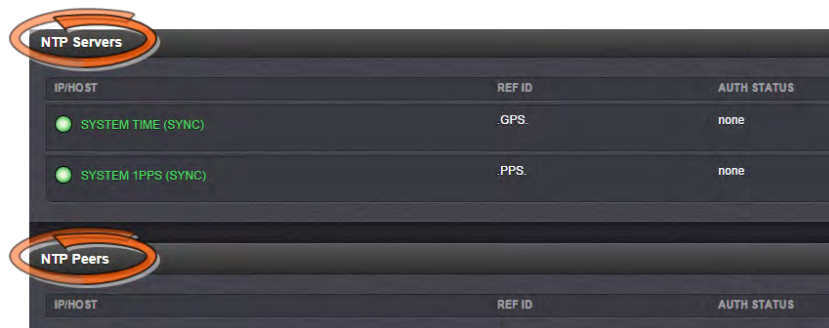 NTP Servers
IP/HOST REF ID AUTH STATUS
SYSTEM TIME (SYNC) .GPS. none
SYSTEM 1PPS (SYNC) .PPS. none
NTP Peers
IP/HOST REF ID AUTH STATUS